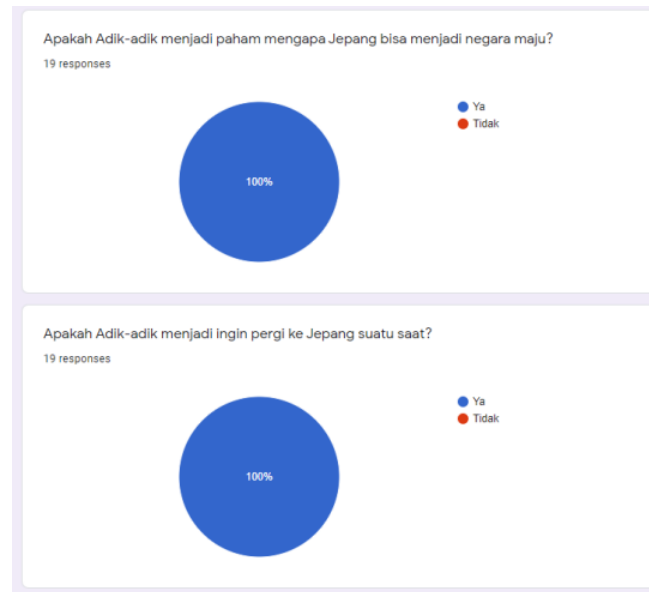 Apakah Adik-adik menjadi paham mengapa Jepang bisa menjadi negara maju?
19 responses
Ya
Tidak
100%
Apakah Adik-adik menjadi ingin pergi ke Jepang suatu saat?
19 responses
Ya
Tidak
100%